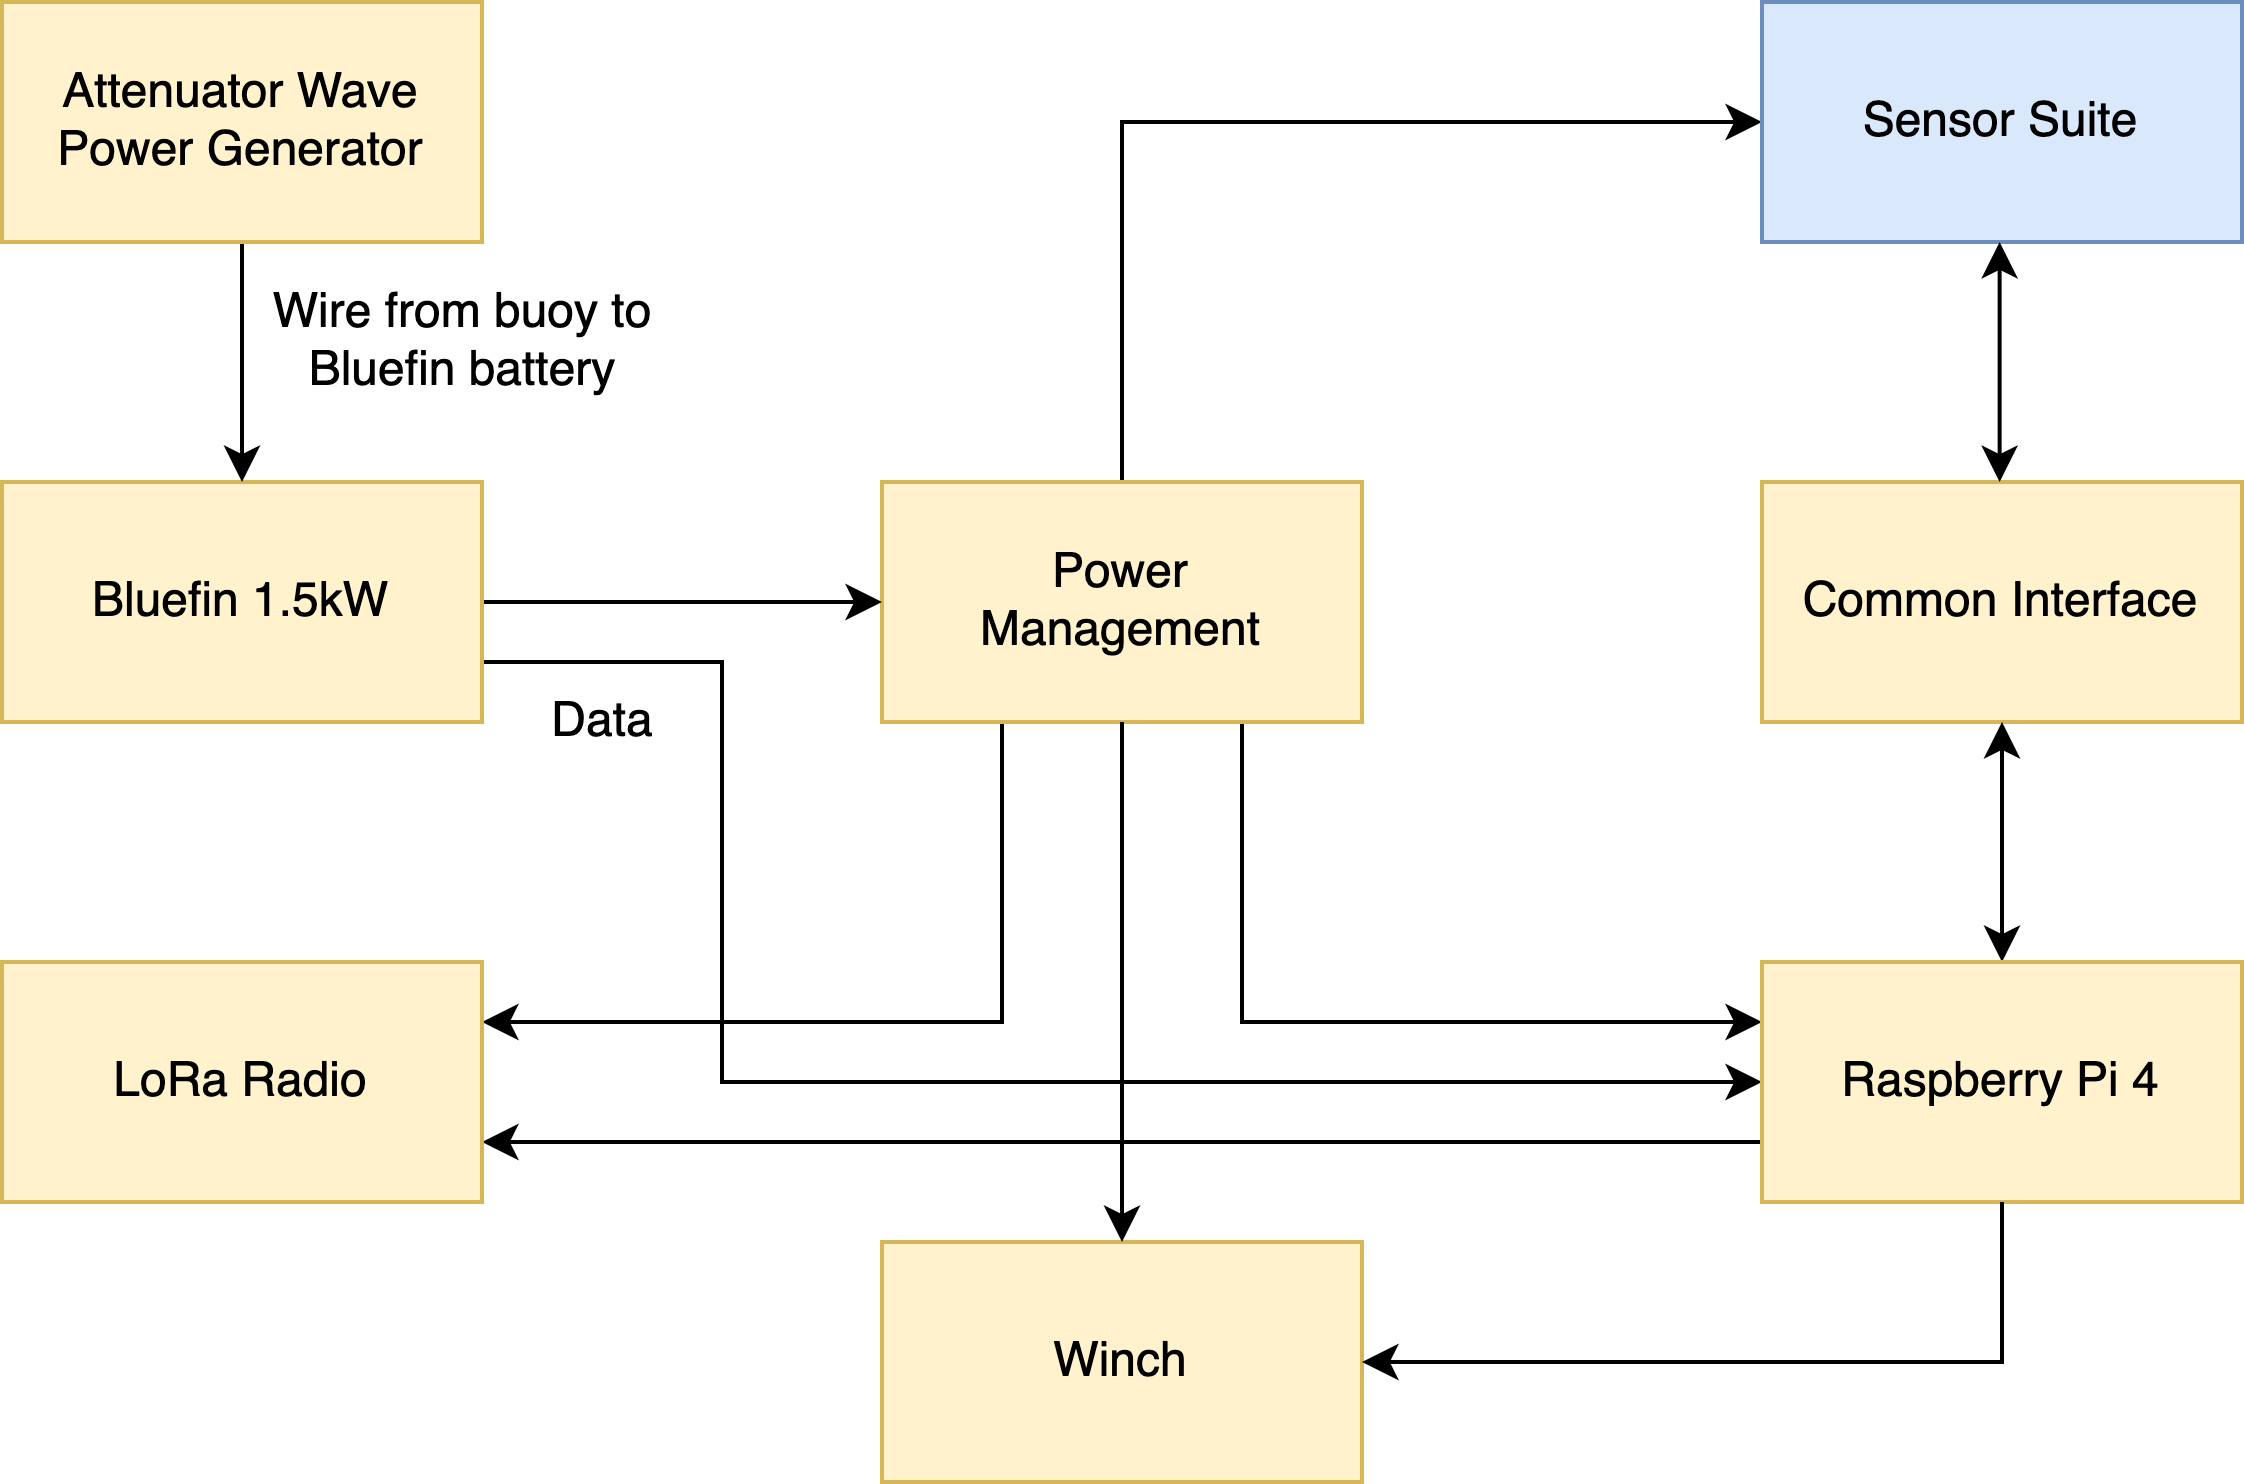 Attenuator Wave
Power Generator
Sensor Suite
Wire from buoy to
Bluefin battery
Bluefin 1.5kW
Power
Management
Common Interface
Data
LoRa Radio
Raspberry Pi 4
Winch